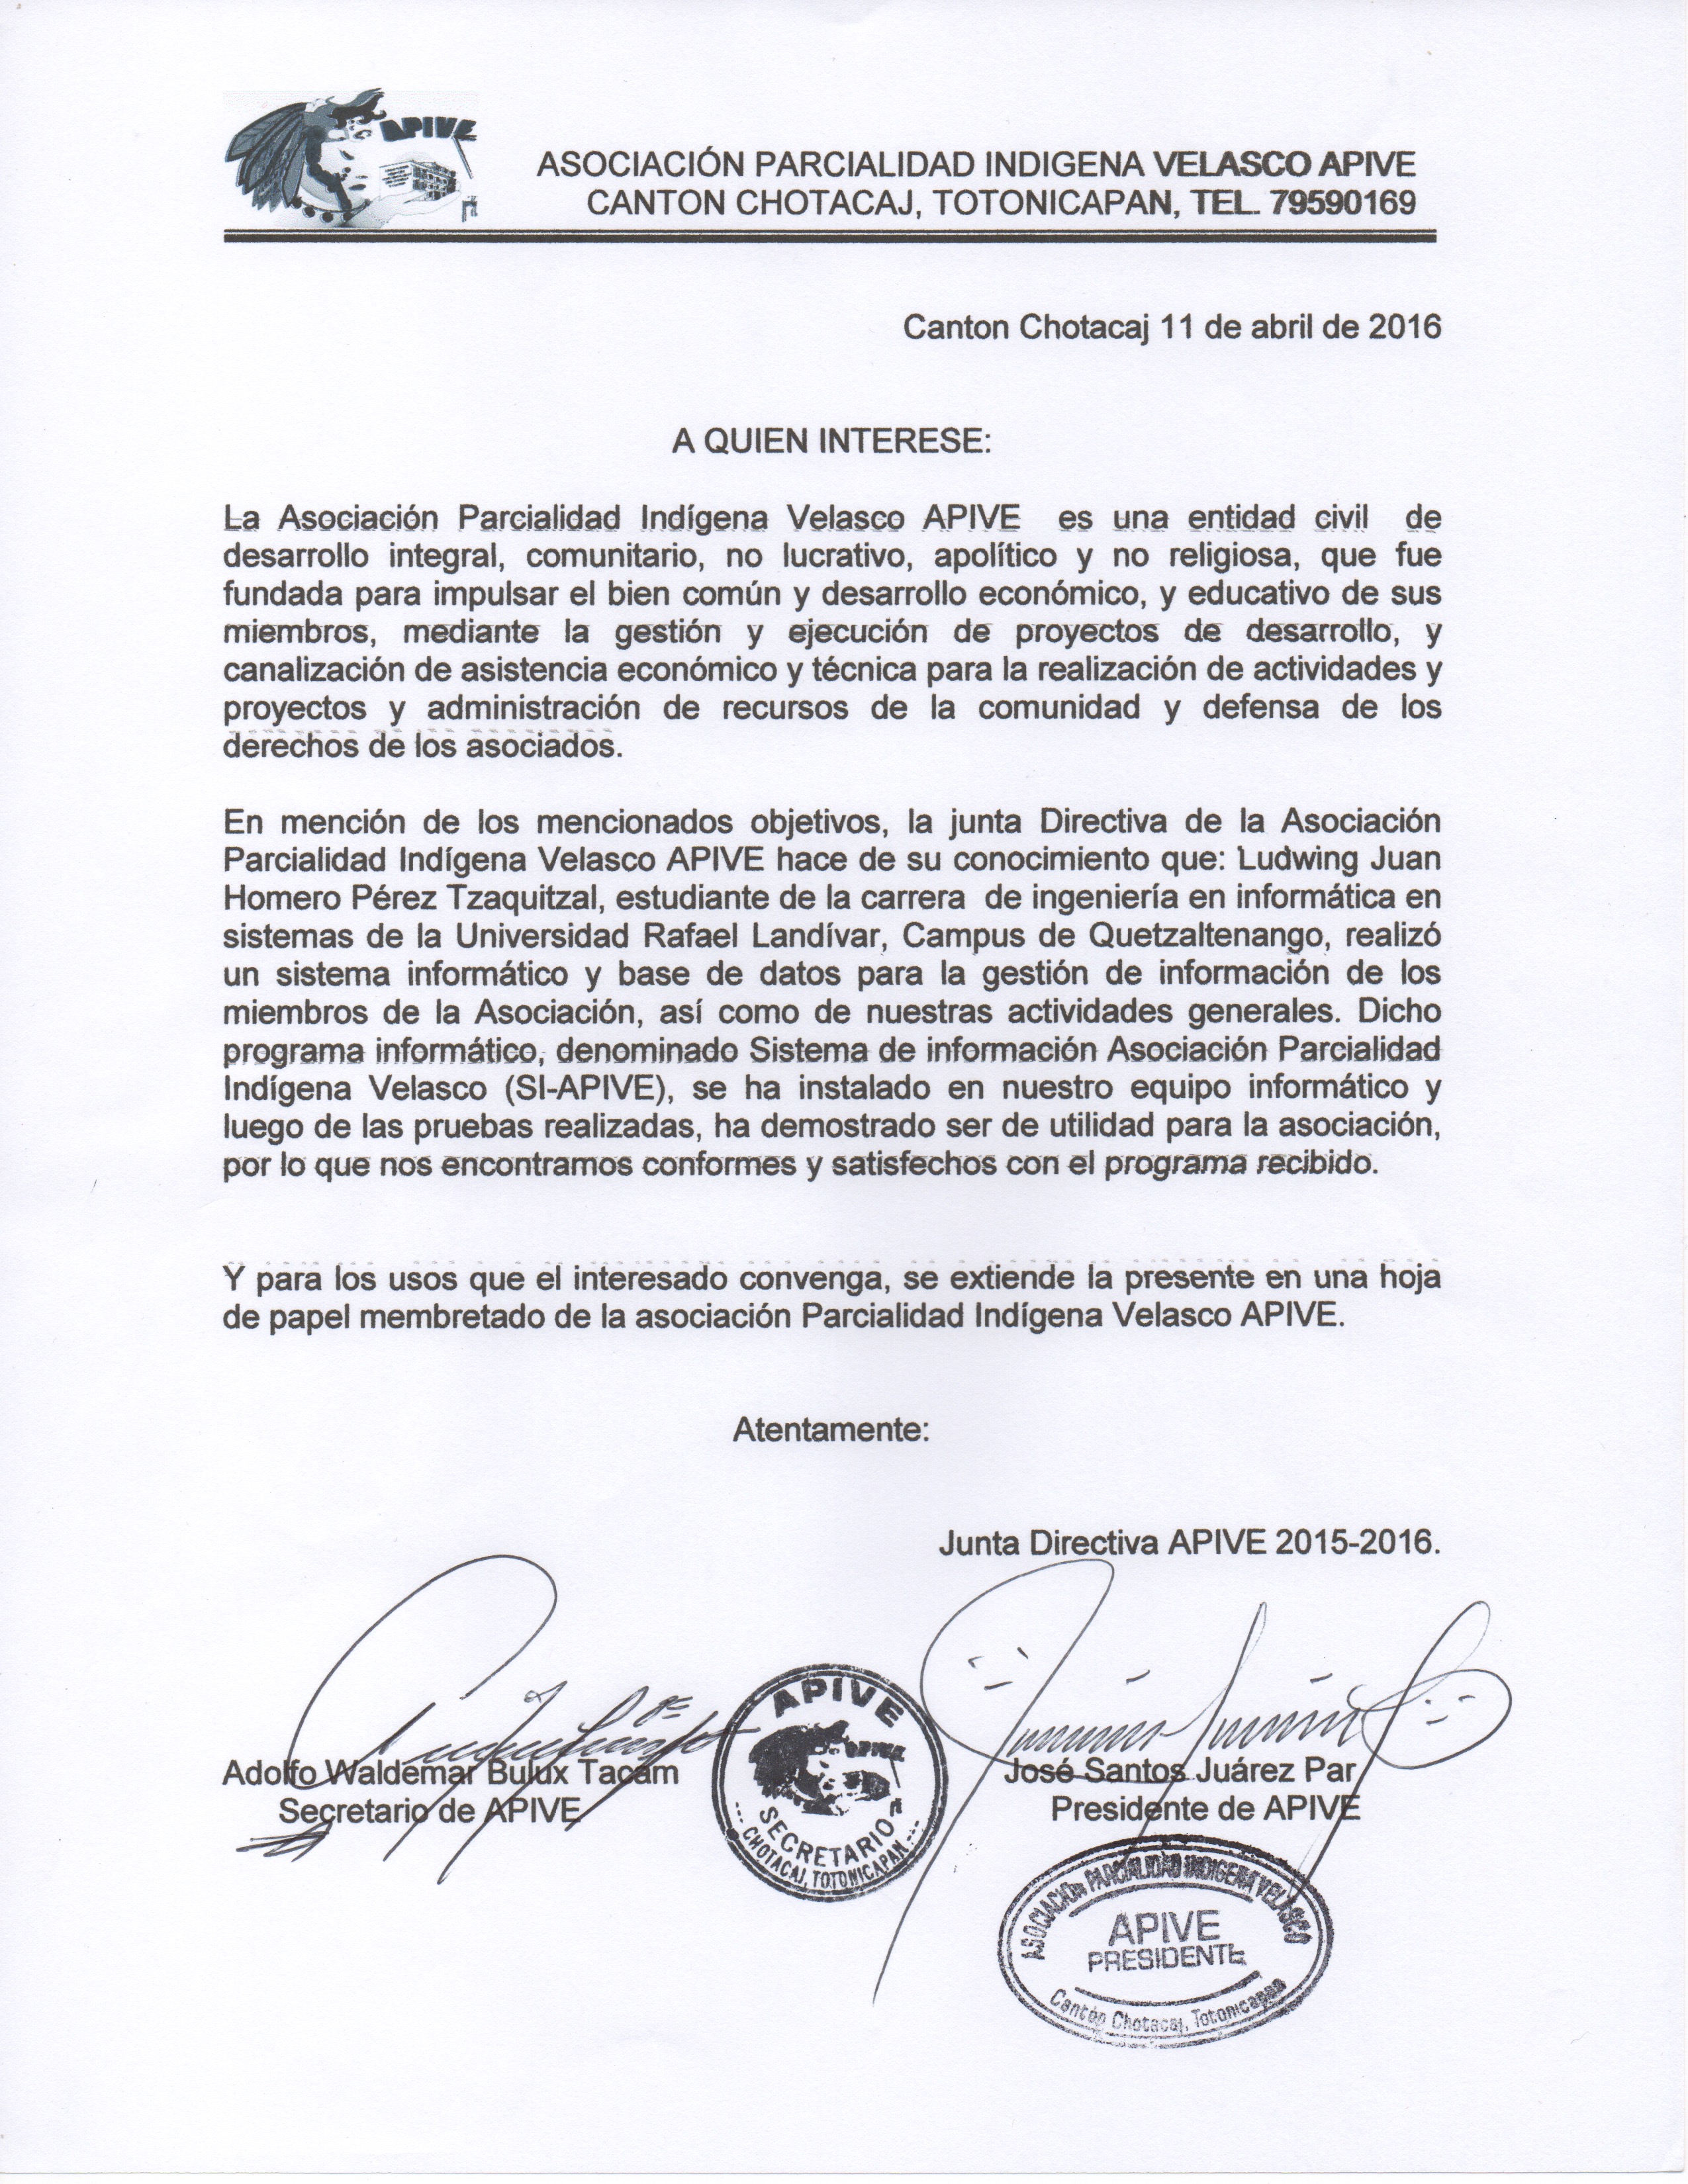 APIVE
ASOCIACIÓN PARCIALIDAD INDIGENA VELASCO APIVE
CANTON CHOTACAJ, TOTONICAPAN, TEL. 79590169
Canton Chotacaj 11 de abril de 2016
A QUIEN INTERESE:
La Asociación Parcialidad Indígena Velasco APIVE es una entidad civil de
desarrollo integral, comunitario, no lucrativo, apolítico y no religiosa, que fue
fundada para impulsar el bien común y desarrollo económico, y educativo de sus
miembros, mediante la gestión y ejecución de proyectos de desarrollo, y
canalización de asistencia económico y técnica para la realización de actividades y
proyectos y administración de recursos de la comunidad y defensa de los
derechos de los asociados.
En mención de los mencionados objetivos, la junta Directiva de la Asociación
Parcialidad Indígena Velasco APIVE hace de su conocimiento que: Ludwing Juan
Homero Pérez Tzaquitzal, estudiante de la carrera de ingeniería en informática en
sistemas de la Universidad Rafael Landívar, Campus de Quetzaltenango, realizó
un sistema informático y base de datos para la gestión de información de los
miembros de la Asociación, así como de nuestras actividades generales. Dicho
programa informático, denominado Sistema de información Asociación Parcialidad
Indígena Velasco (SI-APIVE), se ha instalado en nuestro equipo informático y
luego de las pruebas realizadas, ha demostrado ser de utilidad para la asociación,
por lo que nos encontramos conformes y satisfechos con el programa recibido.
Y para los usos que el interesado convenga, se extiende la presente en una hoja
de papel membretado de la asociación Parcialidad Indígena Velasco APIVE.
Atentamente:
Junta Directiva APIVE 2015-2016.
Adolfo Waldemar Bulux Tacam
Secretario de APIVE
APIVE
APIVE
SECRETARIO
CHOTACAJ, TOTONICAPAN
José Santos Juárez Par
Presidente de APIVE
ASOCIACIÓN PARCIALIDAD INDIGENA VELASCO
APIVE
PRESIDENTE
Cantón Chotacaj, Totonicapan